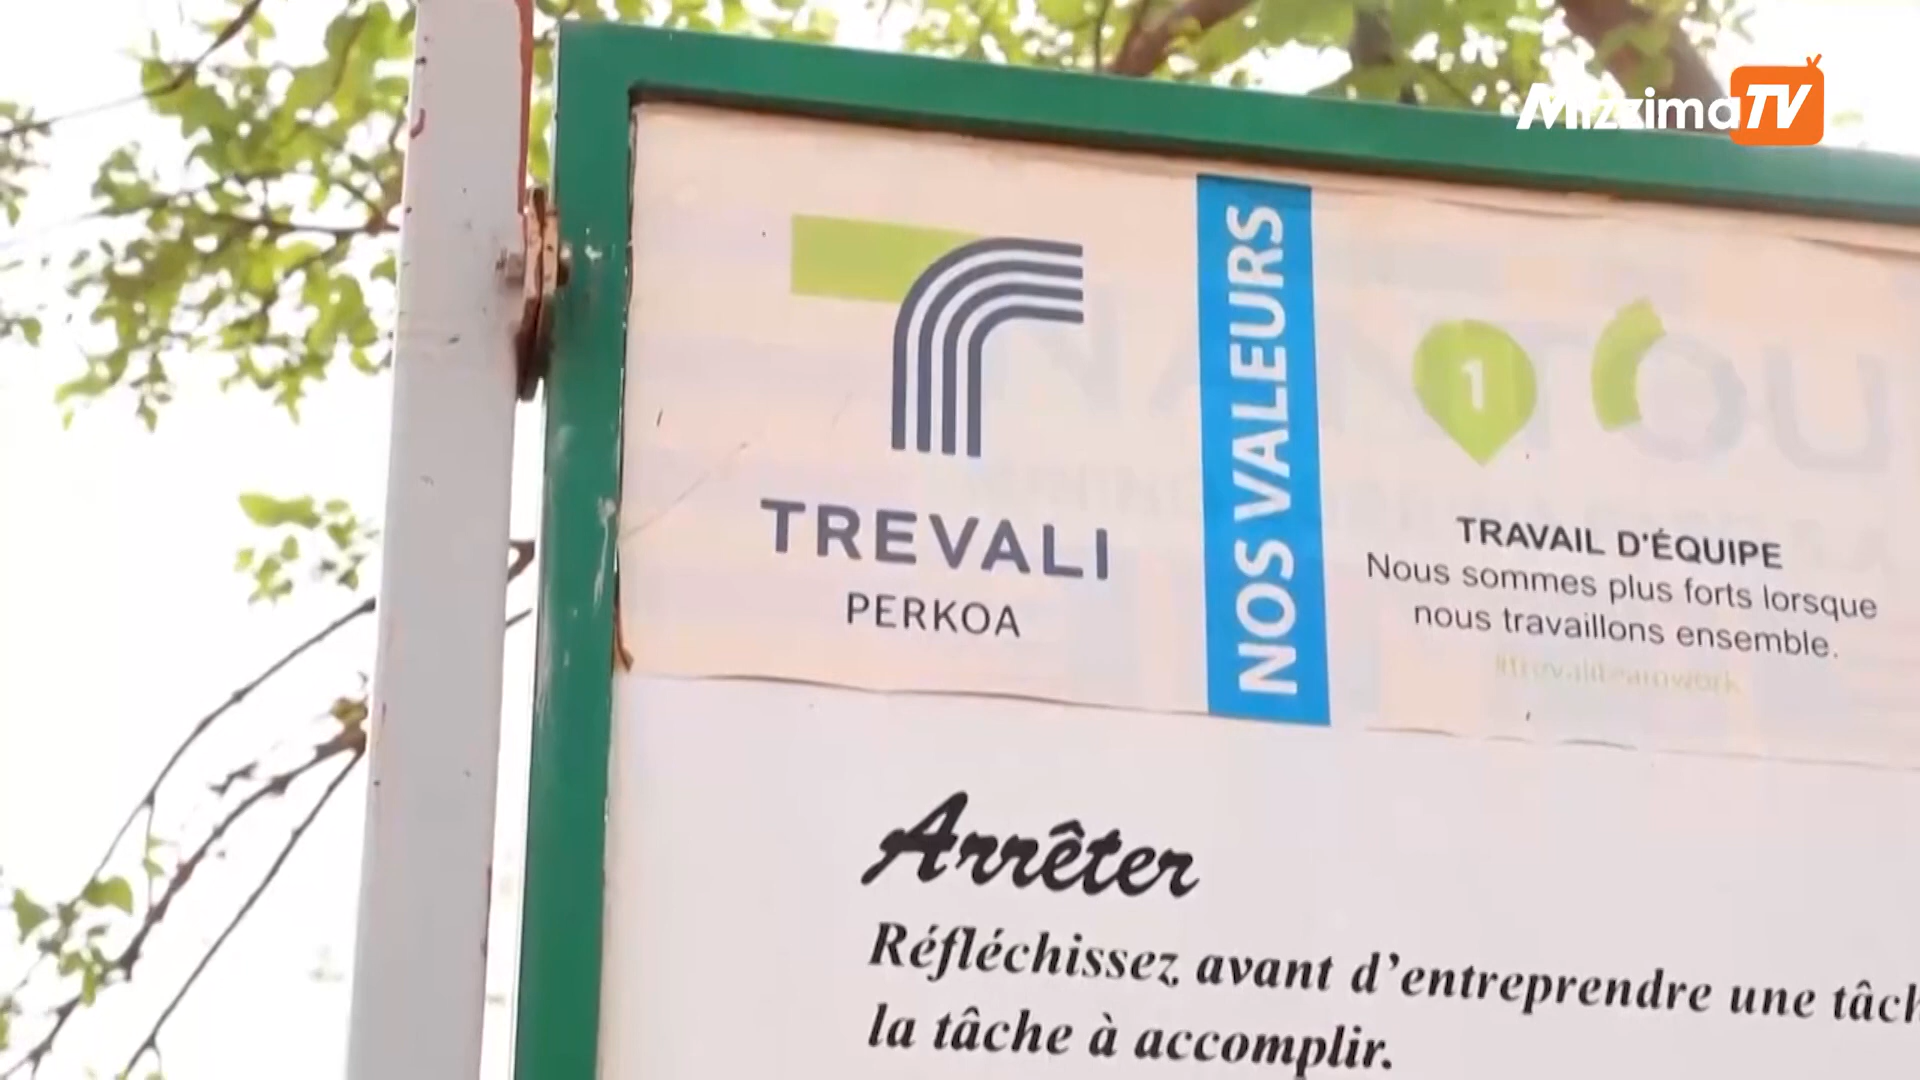 MizzimaTV
TREVALI
PERKOA
NOS VALEURS
1
TRAVAIL D'ÉQUIPE
Nous sommes plus forts lorsque
nous travaillons ensemble.
#trevaliteamwork
Arrêter
Réfléchissez avant d'entreprendre une
la tâche à accomplir.